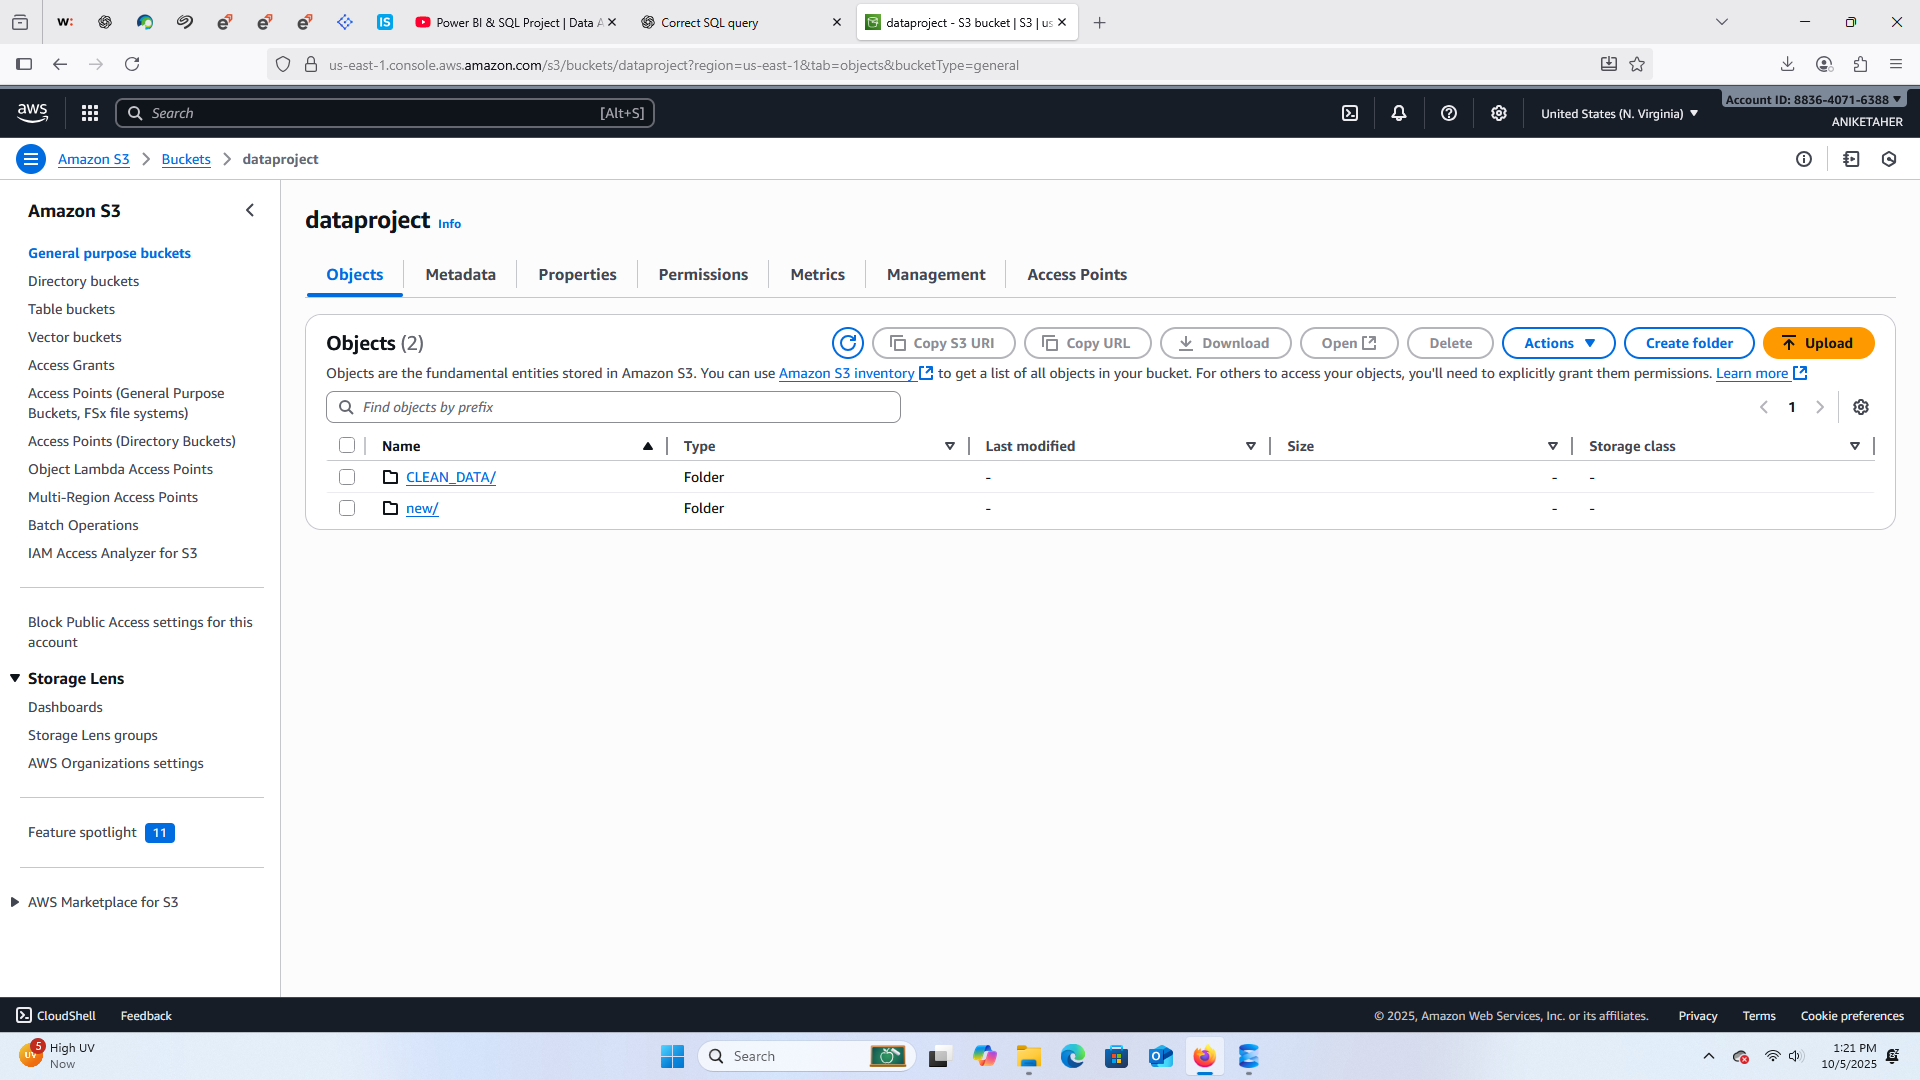 w:
IS
Power BI & SQL Project | Data A
Correct SQL query
dataproject - S3 bucket | S3 | us
us-east-1.console.aws.amazon.com/s3/buckets/dataproject?region=us-east-1&tab=objects&bucketType=general
aws
Search
[Alt+S]
United States (N. Virginia)
Account ID: 8836-4071-6388
ANIKETAHER
Amazon S3
Buckets
dataproject
Amazon S3
General purpose buckets
Directory buckets
Table buckets
Vector buckets
Access Grants
Access Points (General Purpose
Buckets, FSx file systems)
Access Points (Directory Buckets)
Object Lambda Access Points
Multi-Region Access Points
Batch Operations
IAM Access Analyzer for S3
Block Public Access settings for this
account
Storage Lens
Dashboards
Storage Lens groups
AWS Organizations settings
Feature spotlight 11
AWS Marketplace for S3
dataproject Info
Objects
Metadata
Properties
Permissions
Metrics
Management
Access Points
Objects (2)
Copy S3 URI
Copy URL
Download
Open
Delete
Actions
Create folder
Upload
Objects are the fundamental entities stored in Amazon S3. You can use Amazon S3 inventory to get a list of all objects in your bucket. For others to access your objects, you'll need to explicitly grant them permissions. Learn more
Find objects by prefix
1
Name Type Last modified Size Storage class
CLEAN_DATA/ Folder - - -
new/ Folder - - -
CloudShell
Feedback
© 2025, Amazon Web Services, Inc. or its affiliates.
Privacy
Terms
Cookie preferences
UV
5
High UV
Now
Search
1:21 PM
10/5/2025